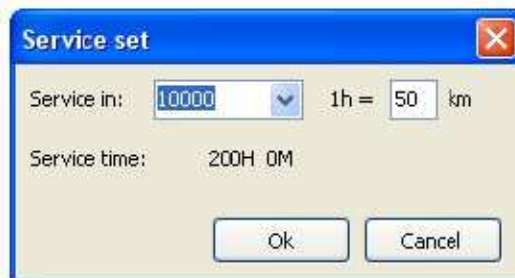 Service set
Service in: 10000 1h = 50 km
Service time: 200H 0M
Ok Cancel